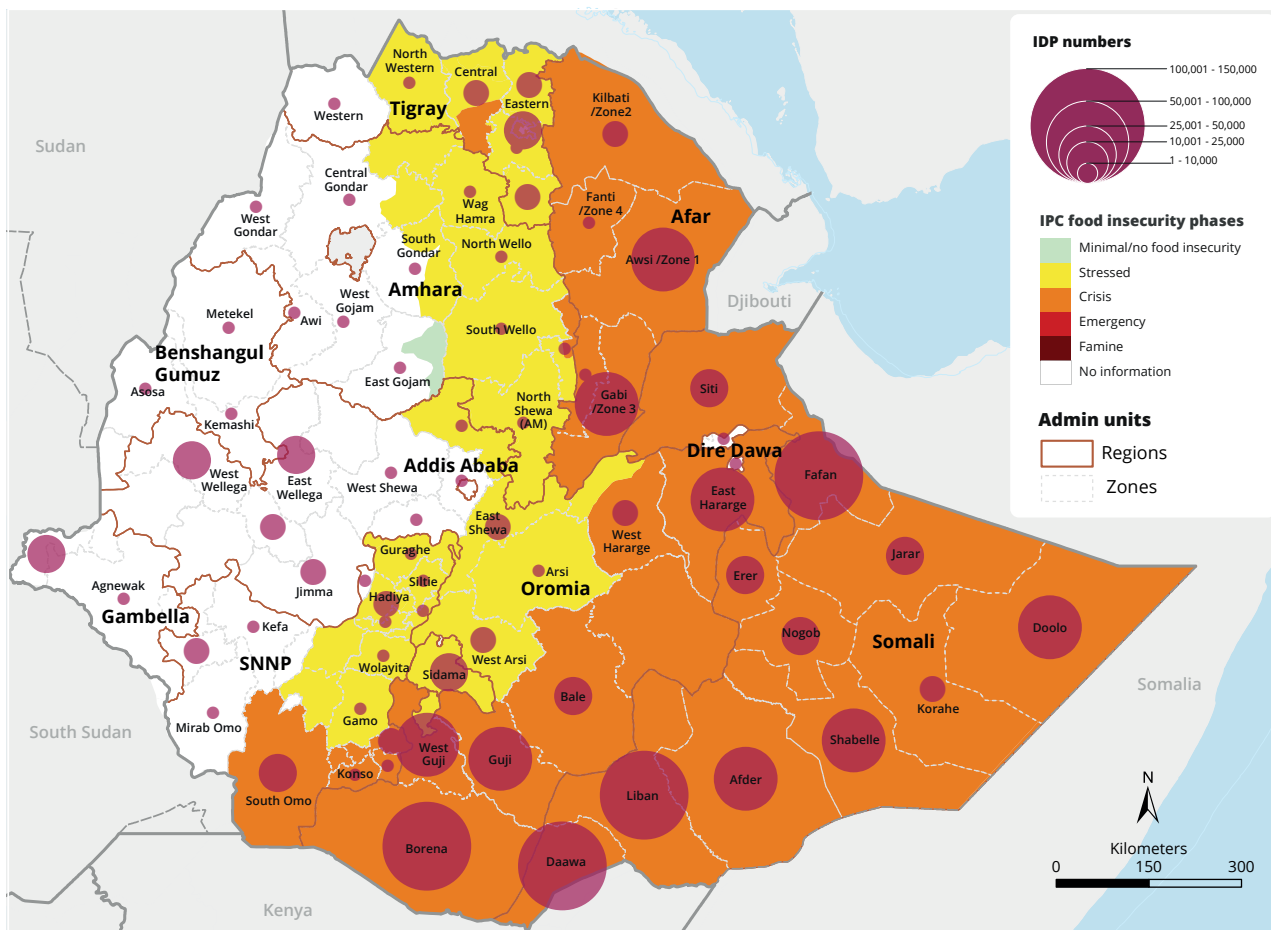 IDP numbers
100,001 - 150,000
50,001 - 100,000
25,001 - 50,000
10,001 - 25,000
1 - 10,000
IPC food insecurity phases
Minimal/no food insecurity
Stressed
Crisis
Emergency
Famine
No information
Admin units
Regions
Zones
N
Kilometers
0 150 300
Sudan
Djibouti
Somalia
South Sudan
Kenya
North
Western
Central
Eastern
Tigray
Western
Kilbati
/Zone2
Central
Gondar
West
Gondar
Wag
Hamra
Fanti
/Zone 4
Afar
South
Gondar
North Wello
Awsi /Zone 1
Amhara
West
Gojam
Metekel
Awi
South Wello
Benshangul
Gumuz
Asosa
East Gojam
Kemashi
North
Shewa
(AM)
Gabi
/Zone 3
Siti
Dire Dawa
Addis Ababa
West
Wellega
East
Wellega
West Shewa
East
Hararge
Fafan
East
Shewa
West
Hararge
Guraghe
Jarar
Siltie
Arsi
Erer
Oromia
Jimma
Hadiya
Agnewak
Gambella
Kefa
Nogob
Somali
Doolo
SNNP
Wolayita
West Arsi
Sidama
Bale
Korahe
Mirab Omo
Gamo
West
Guji
Guji
Shabelle
Konso
South Omo
Liban
Afder
Borena
Daawa